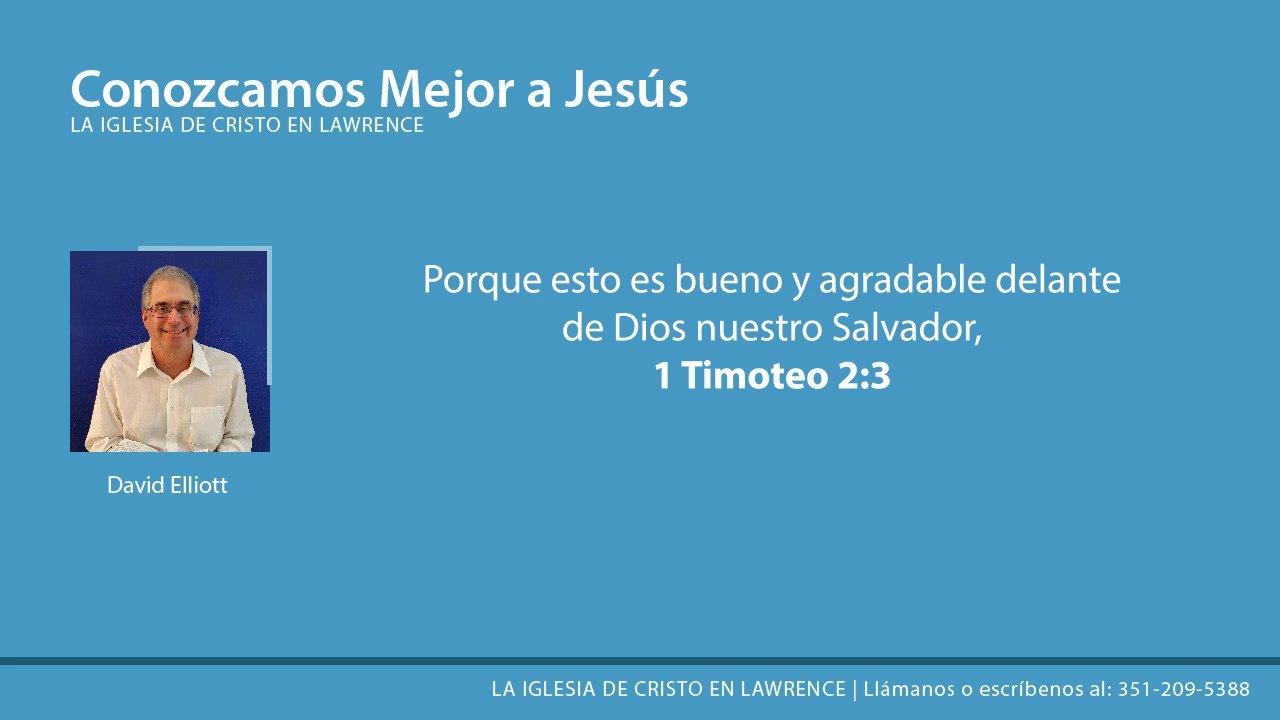 Conozcamos Mejor a Jesús
LA IGLESIA DE CRISTO EN LAWRENCE
Porque esto es bueno y agradable delante
de Dios nuestro Salvador,
1 Timoteo 2:3
David Elliott
LA IGLESIA DE CRISTO EN LAWRENCE | Llámanos o escríbenos al: 351-209-5388